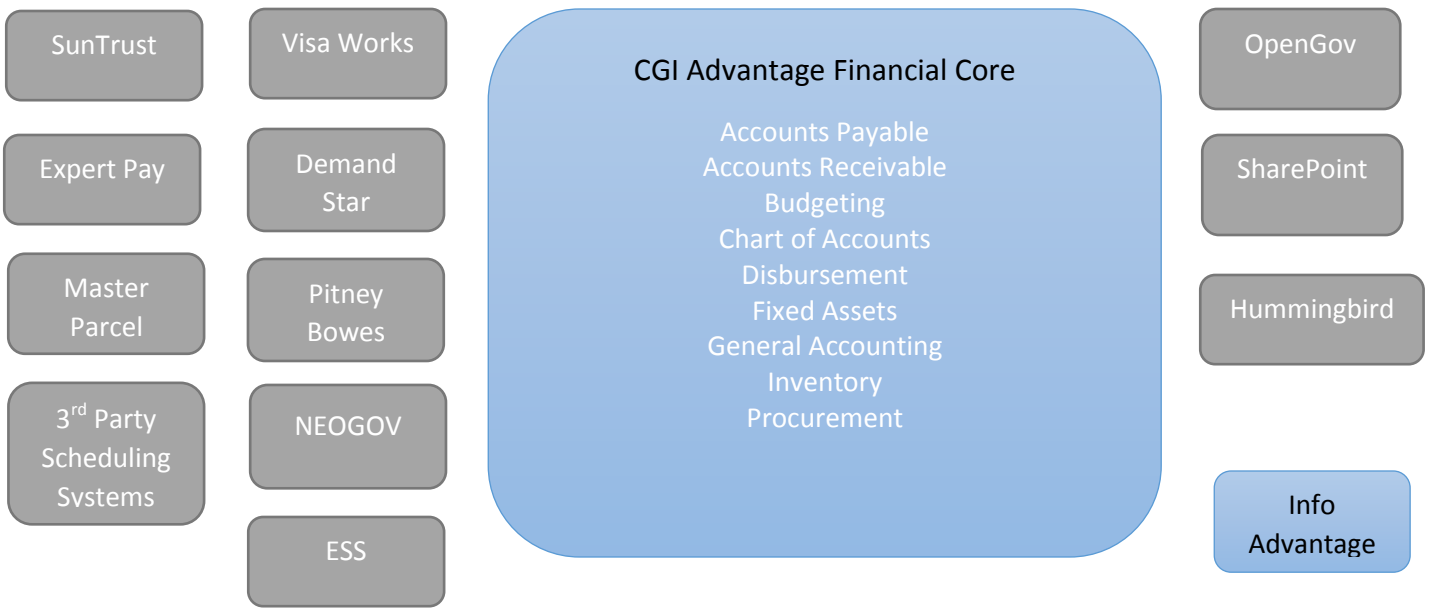 SunTrust
Expert Pay
Master
Parcel
3rd Party
Scheduling
Systems
Visa Works
Demand
Star
Pitney
Bowes
NEOGOV
ESS
CGI Advantage Financial Core
Accounts Payable
Accounts Receivable
Budgeting
Chart of Accounts
Disbursement
Fixed Assets
General Accounting
Inventory
Procurement
OpenGov
SharePoint
Hummingbird
Info
Advantage